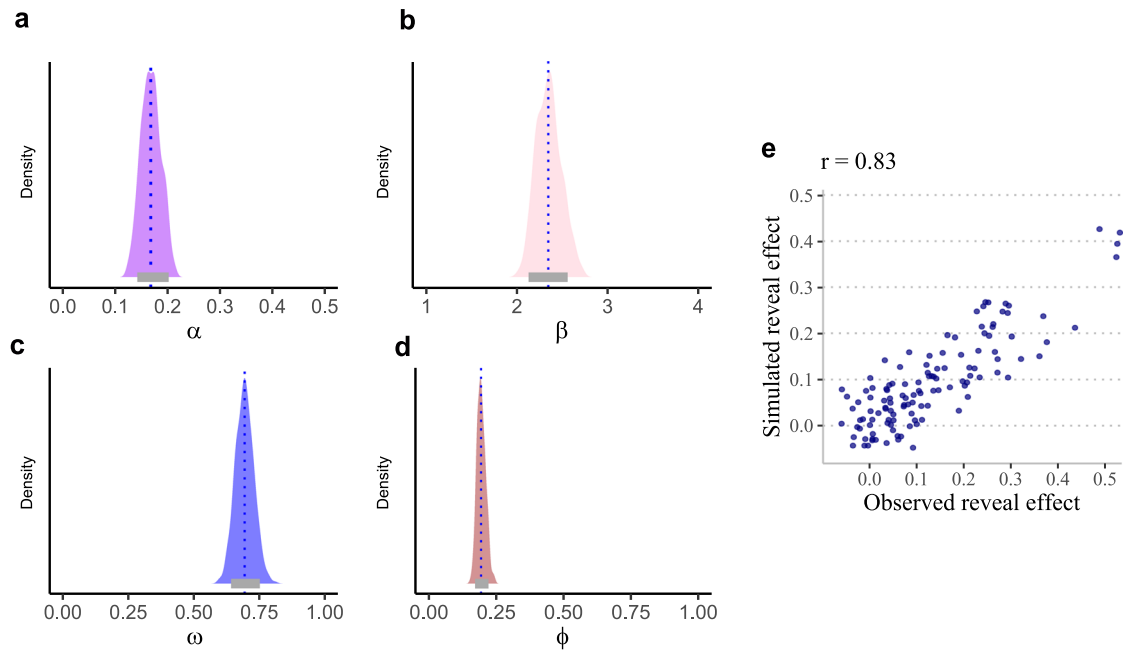 a
Density
0.0 0.1 0.2 0.3 0.4 0.5
α
b
Density
1 2 3 4
β
c
Density
0.00 0.25 0.50 0.75 1.00
ω
d
Density
0.00 0.25 0.50 0.75 1.00
ϕ
e
r = 0.83
Simulated reveal effect
0.5
0.4
0.3
0.2
0.1
0.0
0.0 0.1 0.2 0.3 0.4 0.5
Observed reveal effect